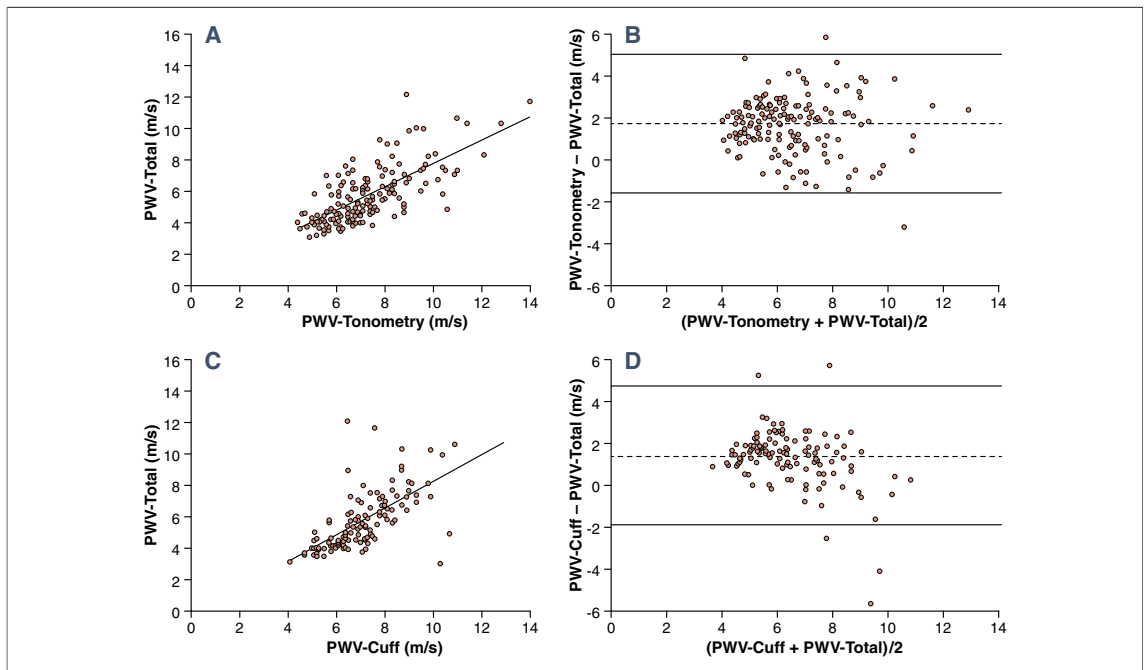 A
16
14
12
10
8
6
4
2
0
PWV-Total (m/s)
0 2 4 6 8 10 12 14
PWV-Tonometry (m/s)
B
6
4
2
0
-2
-4
-6
PWV-Tonometry – PWV-Total (m/s)
0 2 4 6 8 10 12 14
(PWV-Tonometry + PWV-Total)/2
C
16
14
12
10
8
6
4
2
0
PWV-Total (m/s)
0 2 4 6 8 10 12 14
PWV-Cuff (m/s)
D
6
4
2
0
-2
-4
-6
PWV-Cuff – PWV-Total (m/s)
0 2 4 6 8 10 12 14
(PWV-Cuff + PWV-Total)/2